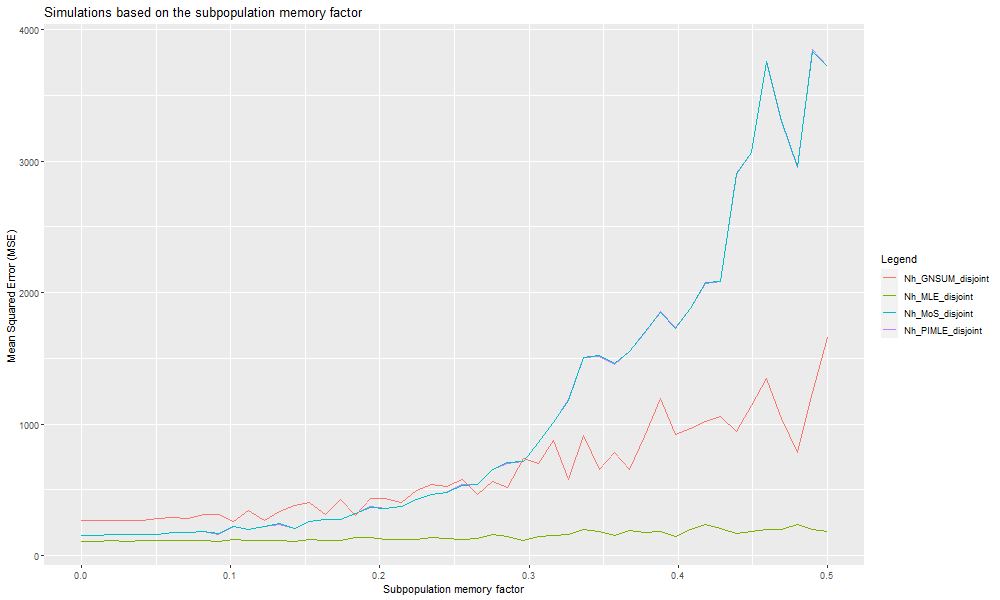 Simulations based on the subpopulation memory factor
4000
3000
2000
1000
0
Mean Squared Error (MSE)
0.0
0.1
0.2
0.3
0.4
0.5
Subpopulation memory factor
Legend
Nh_GNSUM_disjoint
Nh_MLE_disjoint
Nh_MoS_disjoint
Nh_PIMLE_disjoint